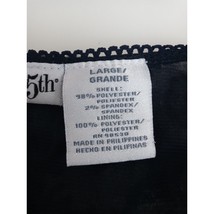 5th
LARGE/
GRANDE
SHELL:
98% POLYESTER/
POLIESTER
2% SPANDEX/
SPANDEX
LINING:
100% POLYESTER/
POLIESTER
MADE IN PHILIPPINES
HECHO EN FILIPINAS